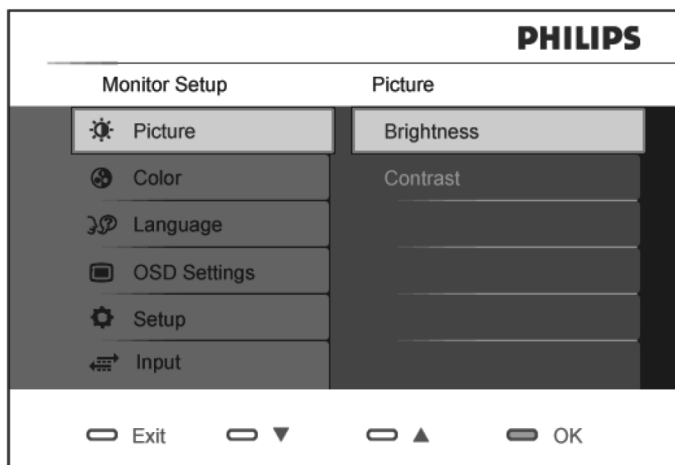 PHILIPS
Monitor Setup Picture
Picture Brightness
Color Contrast
Language
OSD Settings
Setup
Input
Exit ▼ ▲ OK